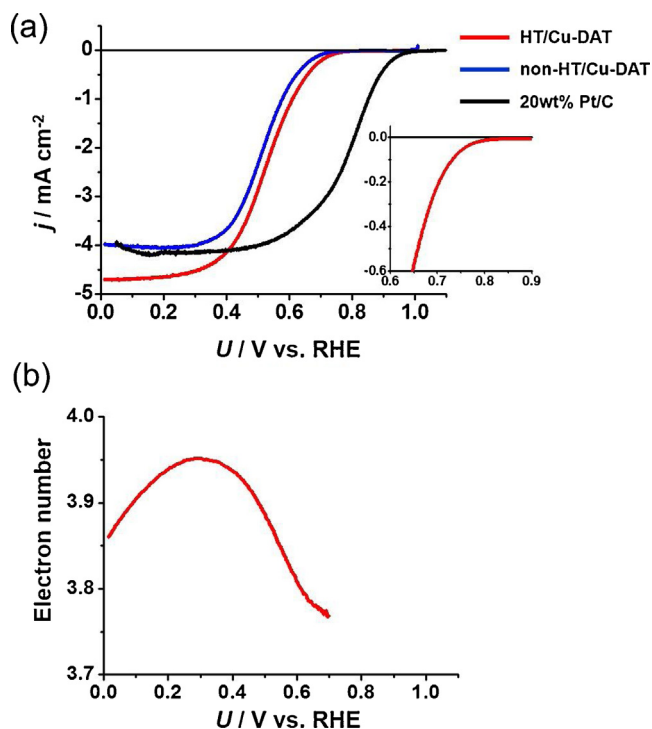 (a)
HT/Cu-DAT
non-HT/Cu-DAT
20wt% Pt/C
0
-1
-2
-3
-4
-5
j / mA cm-2
0.0 0.2 0.4 0.6 0.8 1.0
U / V vs. RHE
0.0
-0.2
-0.4
-0.6
0.6 0.7 0.8 0.9
(b)
4.0
3.9
3.8
3.7
Electron number
0.0 0.2 0.4 0.6 0.8 1.0
U / V vs. RHE